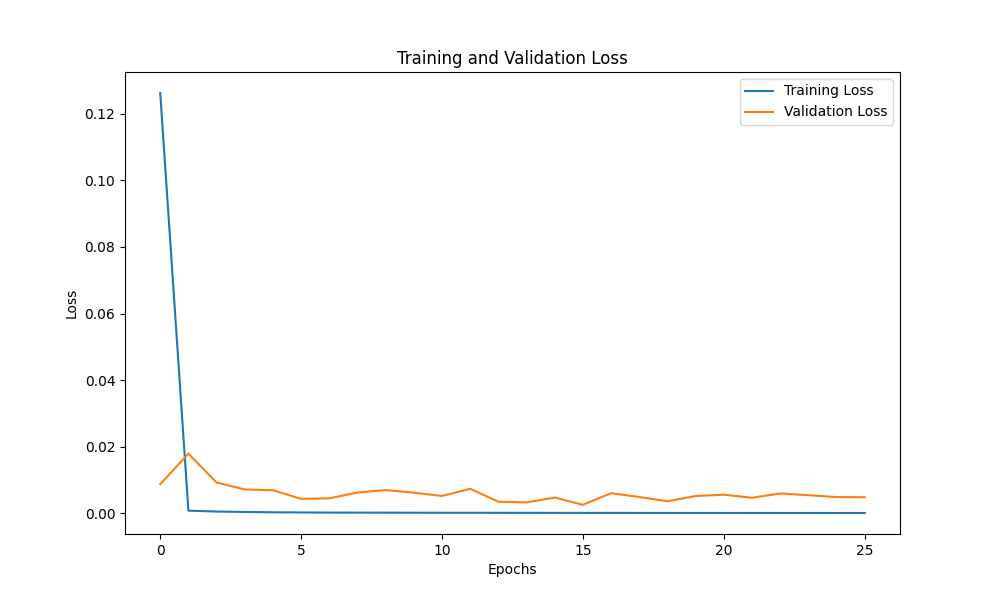 Training and Validation Loss
Training Loss
Validation Loss
0.12
0.10
0.08
0.06
0.04
0.02
0.00
Loss
0 5 10 15 20 25
Epochs